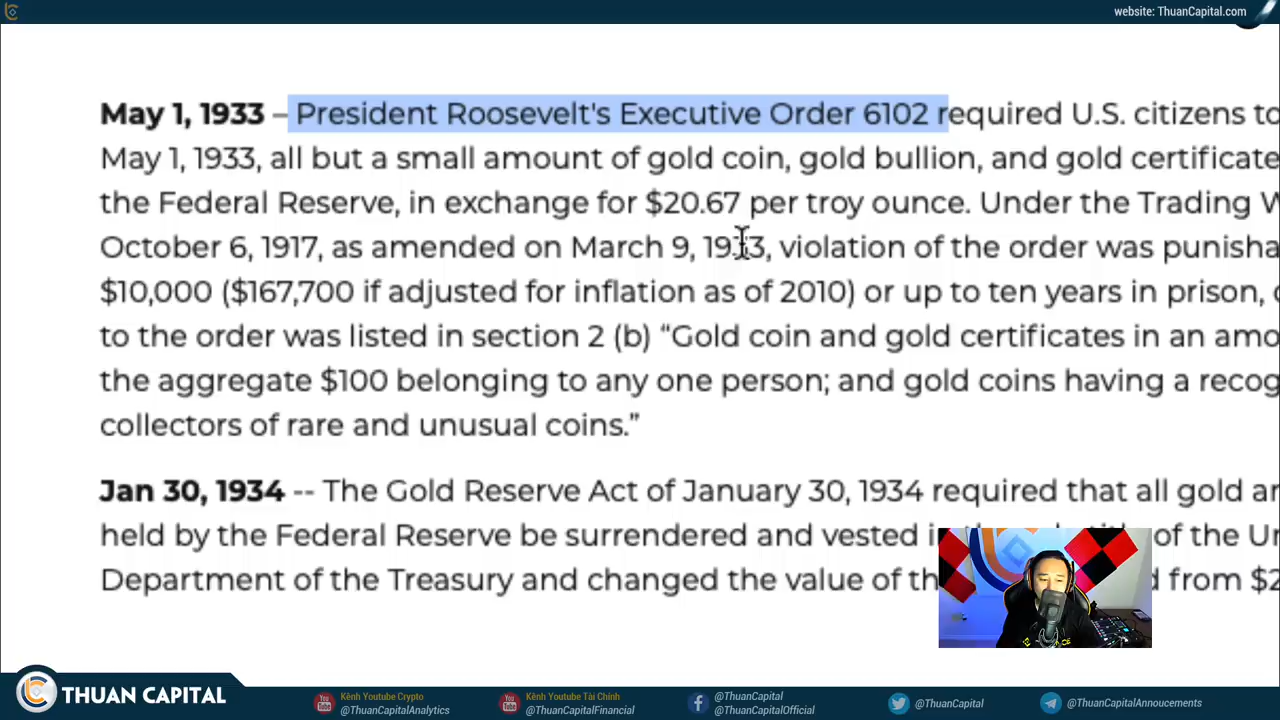 website: ThuanCapital.com
May 1, 1933 – President Roosevelt's Executive Order 6102 required U.S. citizens to
May 1, 1933, all but a small amount of gold coin, gold bullion, and gold certificate
the Federal Reserve, in exchange for $20.67 per troy ounce. Under the Trading W
October 6, 1917, as amended on March 9, 1933, violation of the order was punisha
$10,000 ($167,700 if adjusted for inflation as of 2010) or up to ten years in prison,
to the order was listed in section 2 (b) “Gold coin and gold certificates in an amo
the aggregate $100 belonging to any one person; and gold coins having a recog
collectors of rare and unusual coins.”
Jan 30, 1934 -- The Gold Reserve Act of January 30, 1934 required that all gold an
held by the Federal Reserve be surrendered and vested in of the Un
Department of the Treasury and changed the value of th from $2
THUAN CAPITAL
Kênh Youtube Crypto
@ThuanCapitalAnalytics
Kênh Youtube Tài Chính
@ThuanCapitalFinancial
@ThuanCapital
@ThuanCapitalOfficial
@ThuanCapital
@ThuanCapitalAnnoucements